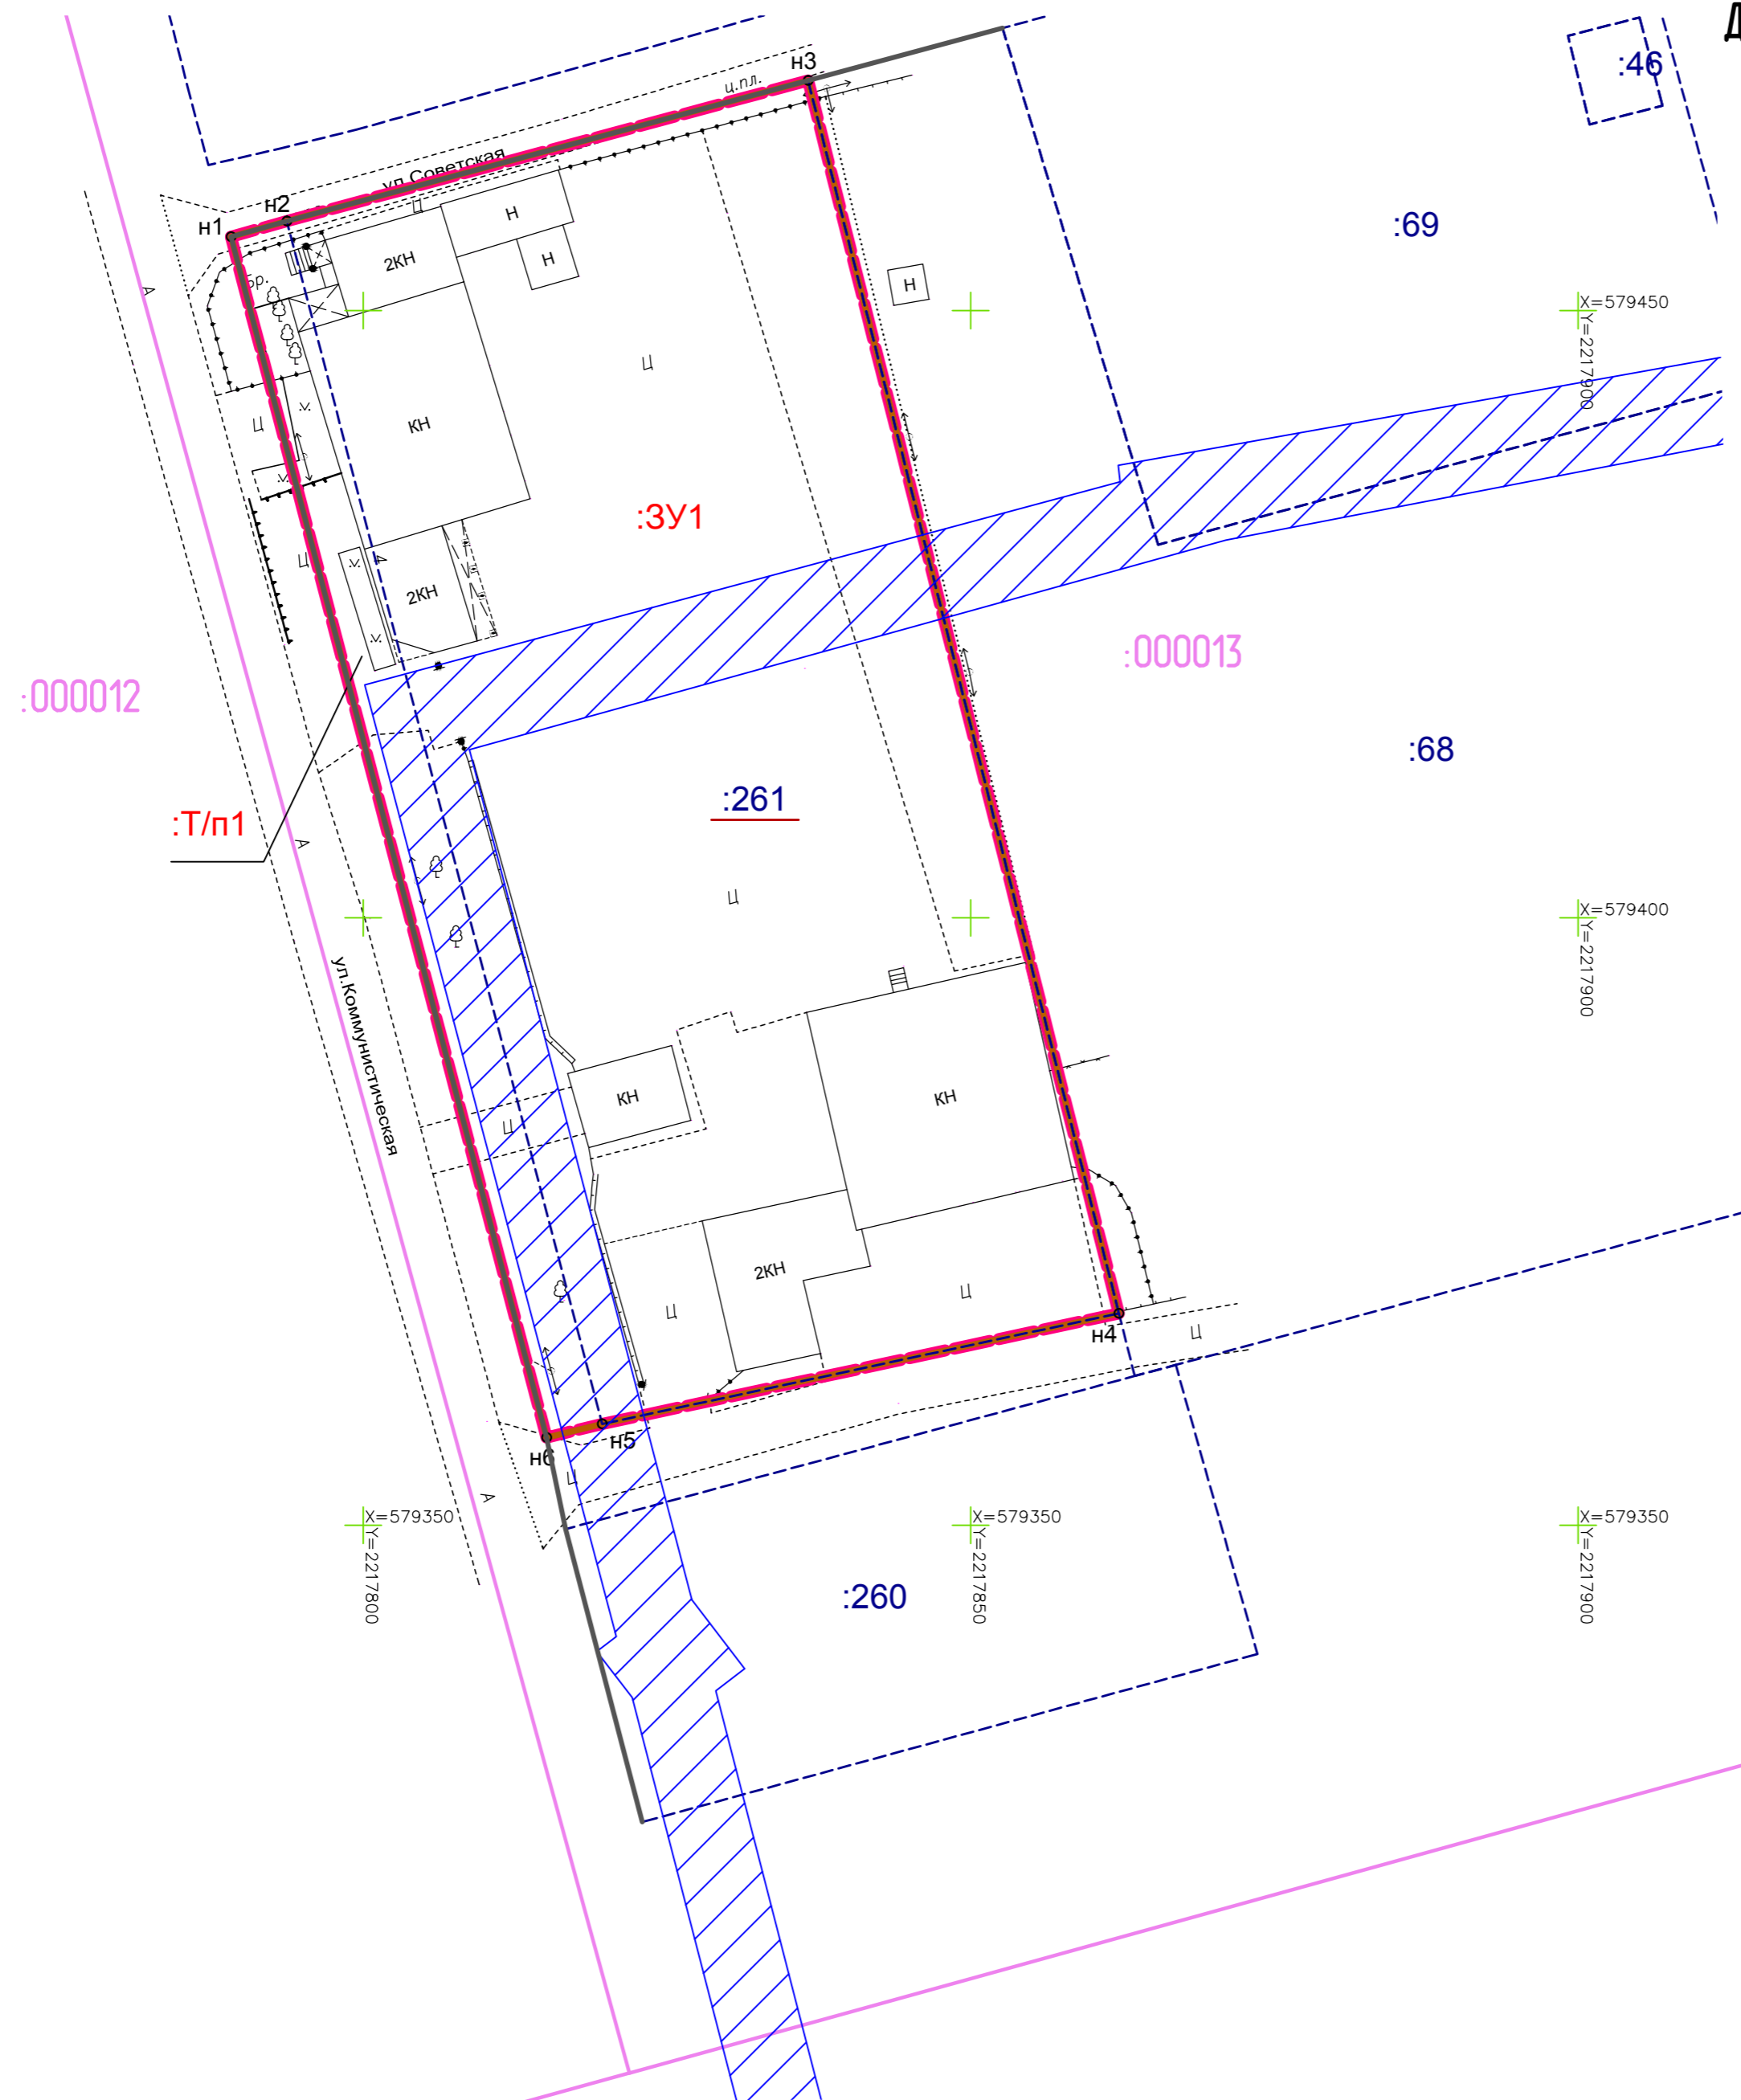 Д
:46
н3
ц.пл.
ул.Советская
Ц
н2
н1
:69
Н
2КН
Н
бр.
Н
X=579450
Y=2217900
Ц
Ц
КН
:ЗУ1
Ц
2КН
:000012
:000013
:68
:Т/п1
:261
А
А
Ц
X=579400
Y=2217900
ул.Коммунистическая
КН
КН
Ц
2КН
Ц
Ц
н4
Ц
н5
н6
Ц
А
X=579350
Y=2217800
X=579350
Y=2217850
X=579350
Y=2217900
:260